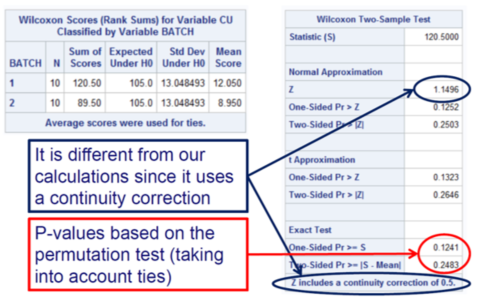 Wilcoxon Scores (Rank Sums) for Variable CU
Classified by Variable BATCH
BATCH N Sum of Scores Expected Under H0 Std Dev Under H0 Mean Score
1 10 120.50 105.0 13.048493 12.050
2 10 89.50 105.0 13.048493 8.950
Average scores were used for ties.
It is different from our
calculations since it uses
a continuity correction
P-values based on the
permutation test (taking
into account ties)
Wilcoxon Two-Sample Test
Statistic (S) 120.5000
Normal Approximation
Z 1.1496
One-Sided Pr > Z 0.1252
Two-Sided Pr > |Z| 0.2503
t Approximation
One-Sided Pr > Z 0.1323
Two-Sided Pr > |Z| 0.2646
Exact Test
One-Sided Pr >= S 0.1241
Two-Sided Pr >= |S - Mean| 0.2483
Z includes a continuity correction of 0.5.